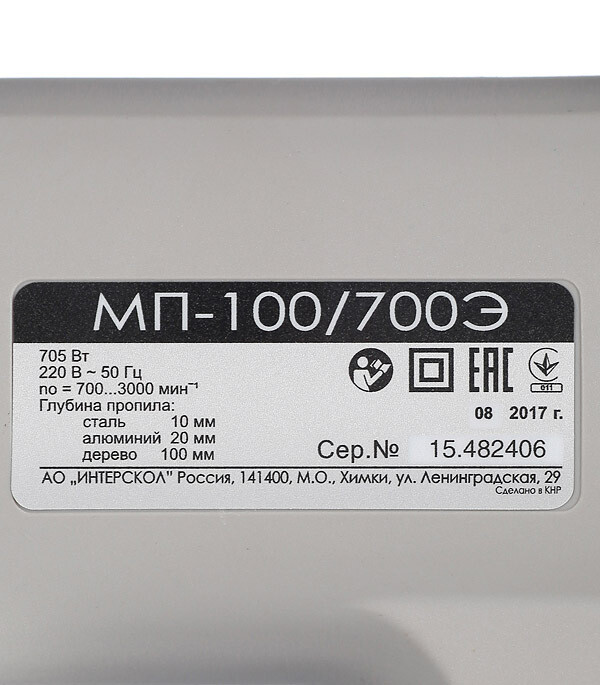 МП-100/700Э
705 Вт
220 В ~ 50 Гц
no = 700...3000 мин⁻¹
Глубина пропила:
сталь 10 мм
алюминий 20 мм
дерево 100 мм
ЕАС
011
08 2017 г.
Сер.№ 15.482406
АО „ИНТЕРСКОЛ" Россия, 141400, М.О., Химки, ул. Ленинградская, 29
Сделано в КНР